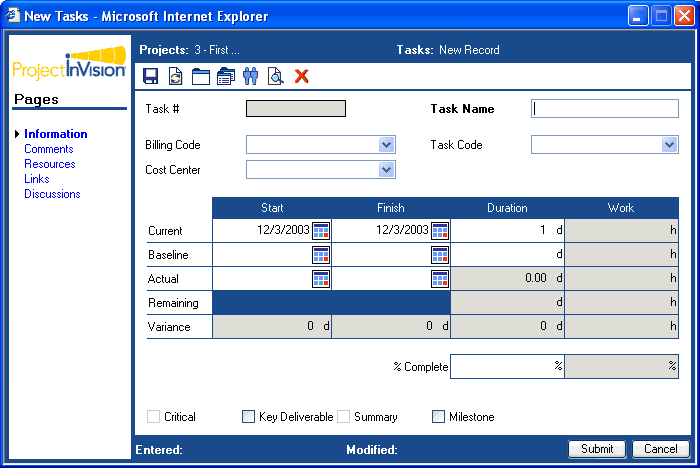 New Tasks - Microsoft Internet Explorer
ProjectinVision
Projects: 3 - First ... Tasks: New Record
Pages
Information
Comments
Resources
Links
Discussions
Task # Task Name
Billing Code Task Code
Cost Center
Start Finish Duration Work
Current 12/3/2003 12/3/2003 1 d h
Baseline d h
Actual 0.00 d h
Remaining d h
Variance 0 d 0 d 0 d h
% Complete % %
Critical Key Deliverable Summary Milestone
Entered: Modified: Submit Cancel